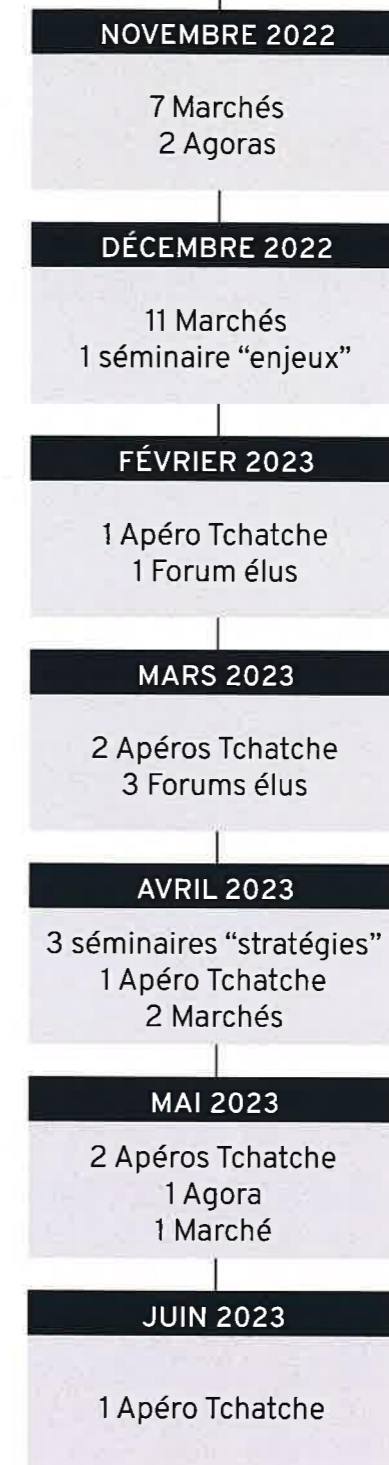 NOVEMBRE 2022
7 Marchés
2 Agoras
DÉCEMBRE 2022
11 Marchés
1 séminaire “enjeux”
FÉVRIER 2023
1 Apéro Tchatche
1 Forum élus
MARS 2023
2 Apéros Tchatche
3 Forums élus
AVRIL 2023
3 séminaires “stratégies”
1 Apéro Tchatche
2 Marchés
MAI 2023
2 Apéros Tchatche
1 Agora
1 Marché
JUIN 2023
1 Apéro Tchatche